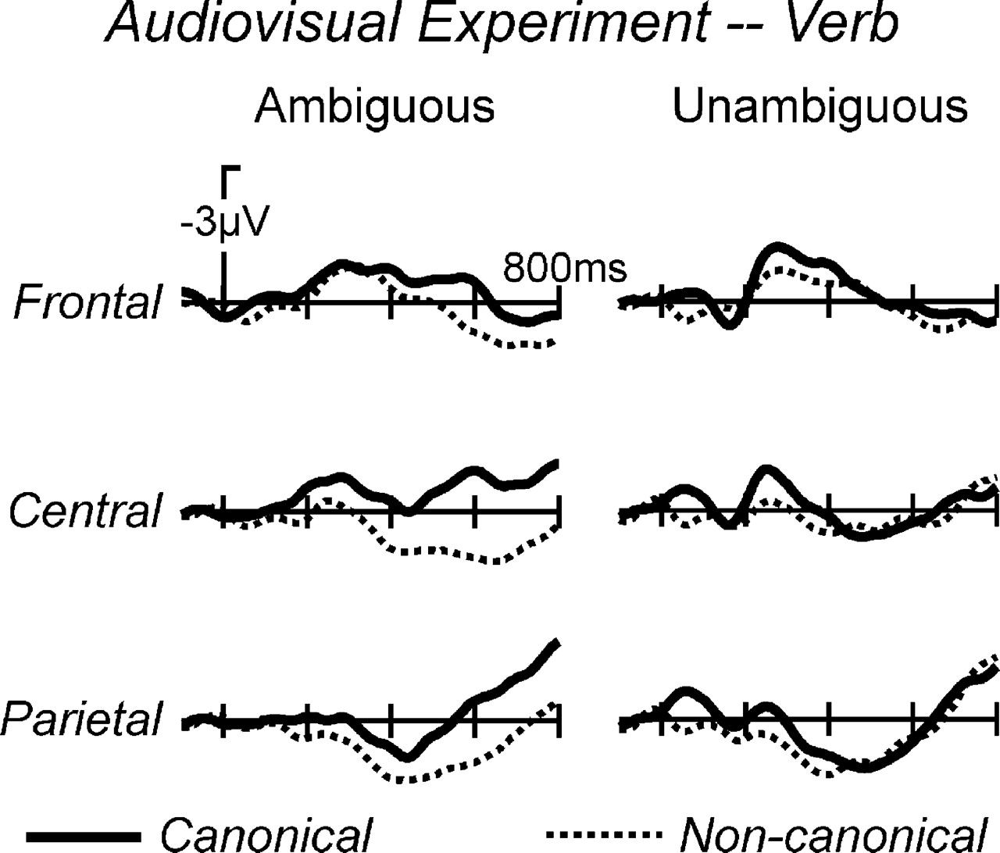 Audiovisual Experiment -- Verb
Ambiguous Unambiguous
-3µV
800ms
Frontal
Central
Parietal
Canonical Non-canonical